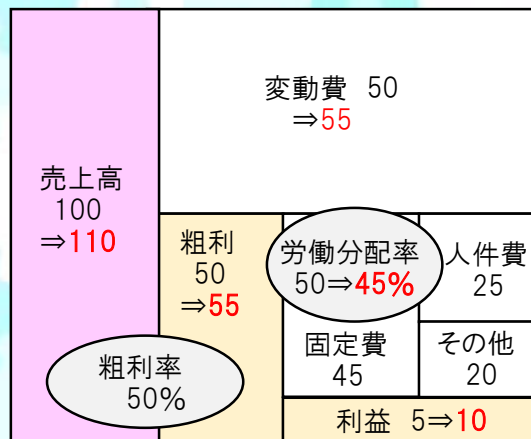 変動費 50
⇒55
売上高
100
⇒110
粗利
50
⇒55
労働分配率
50⇒45%
人件費
25
固定費
45
その他
20
粗利率
50%
利益 5⇒10